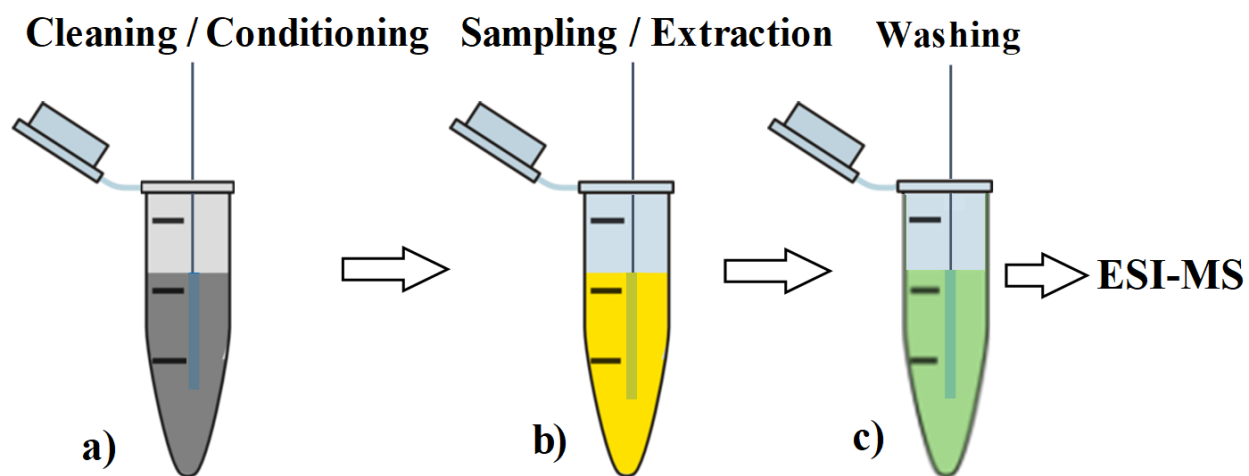 Cleaning / Conditioning
Sampling / Extraction
Washing
ESI-MS
a)
b)
c)